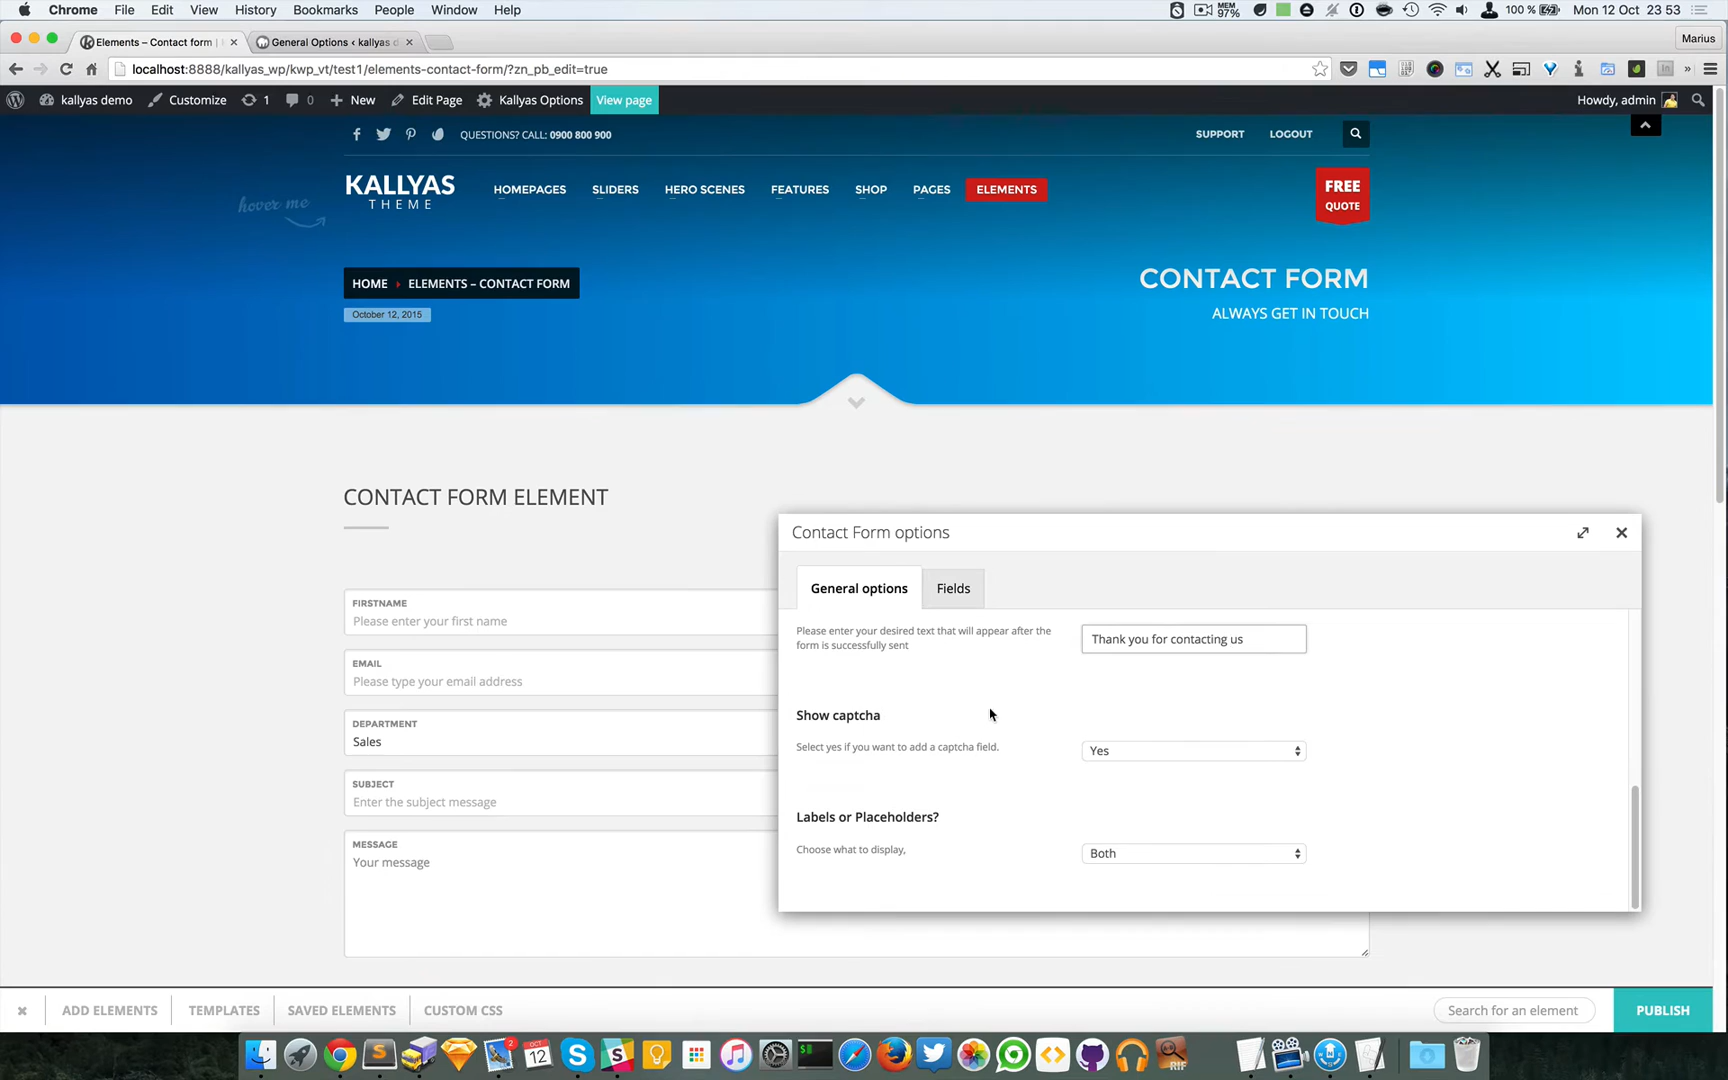 Chrome File Edit View History Bookmarks People Window Help MEM 97% 100 % Mon 12 Oct 23 53
Elements – Contact form | General Options ‹ kallyas d Marius
localhost:8888/kallyas_wp/kwp_vt/test1/elements-contact-form/?zn_pb_edit=true
kallyas demo Customize 1 0 New Edit Page Kallyas Options View page Howdy, admin
QUESTIONS? CALL: 0900 800 900 SUPPORT LOGOUT
KALLYAS
THEME
hover me
HOMEPAGES SLIDERS HERO SCENES FEATURES SHOP PAGES ELEMENTS
FREE
QUOTE
HOME ELEMENTS – CONTACT FORM
October 12, 2015
CONTACT FORM
ALWAYS GET IN TOUCH
CONTACT FORM ELEMENT
FIRSTNAME
Please enter your first name
EMAIL
Please type your email address
DEPARTMENT
Sales
SUBJECT
Enter the subject message
MESSAGE
Your message
Contact Form options
General options Fields
Please enter your desired text that will appear after the
form is successfully sent
Thank you for contacting us
Show captcha
Select yes if you want to add a captcha field.
Yes
Labels or Placeholders?
Choose what to display,
Both
ADD ELEMENTS TEMPLATES SAVED ELEMENTS CUSTOM CSS Search for an element PUBLISH
OCT
12
2
RIF